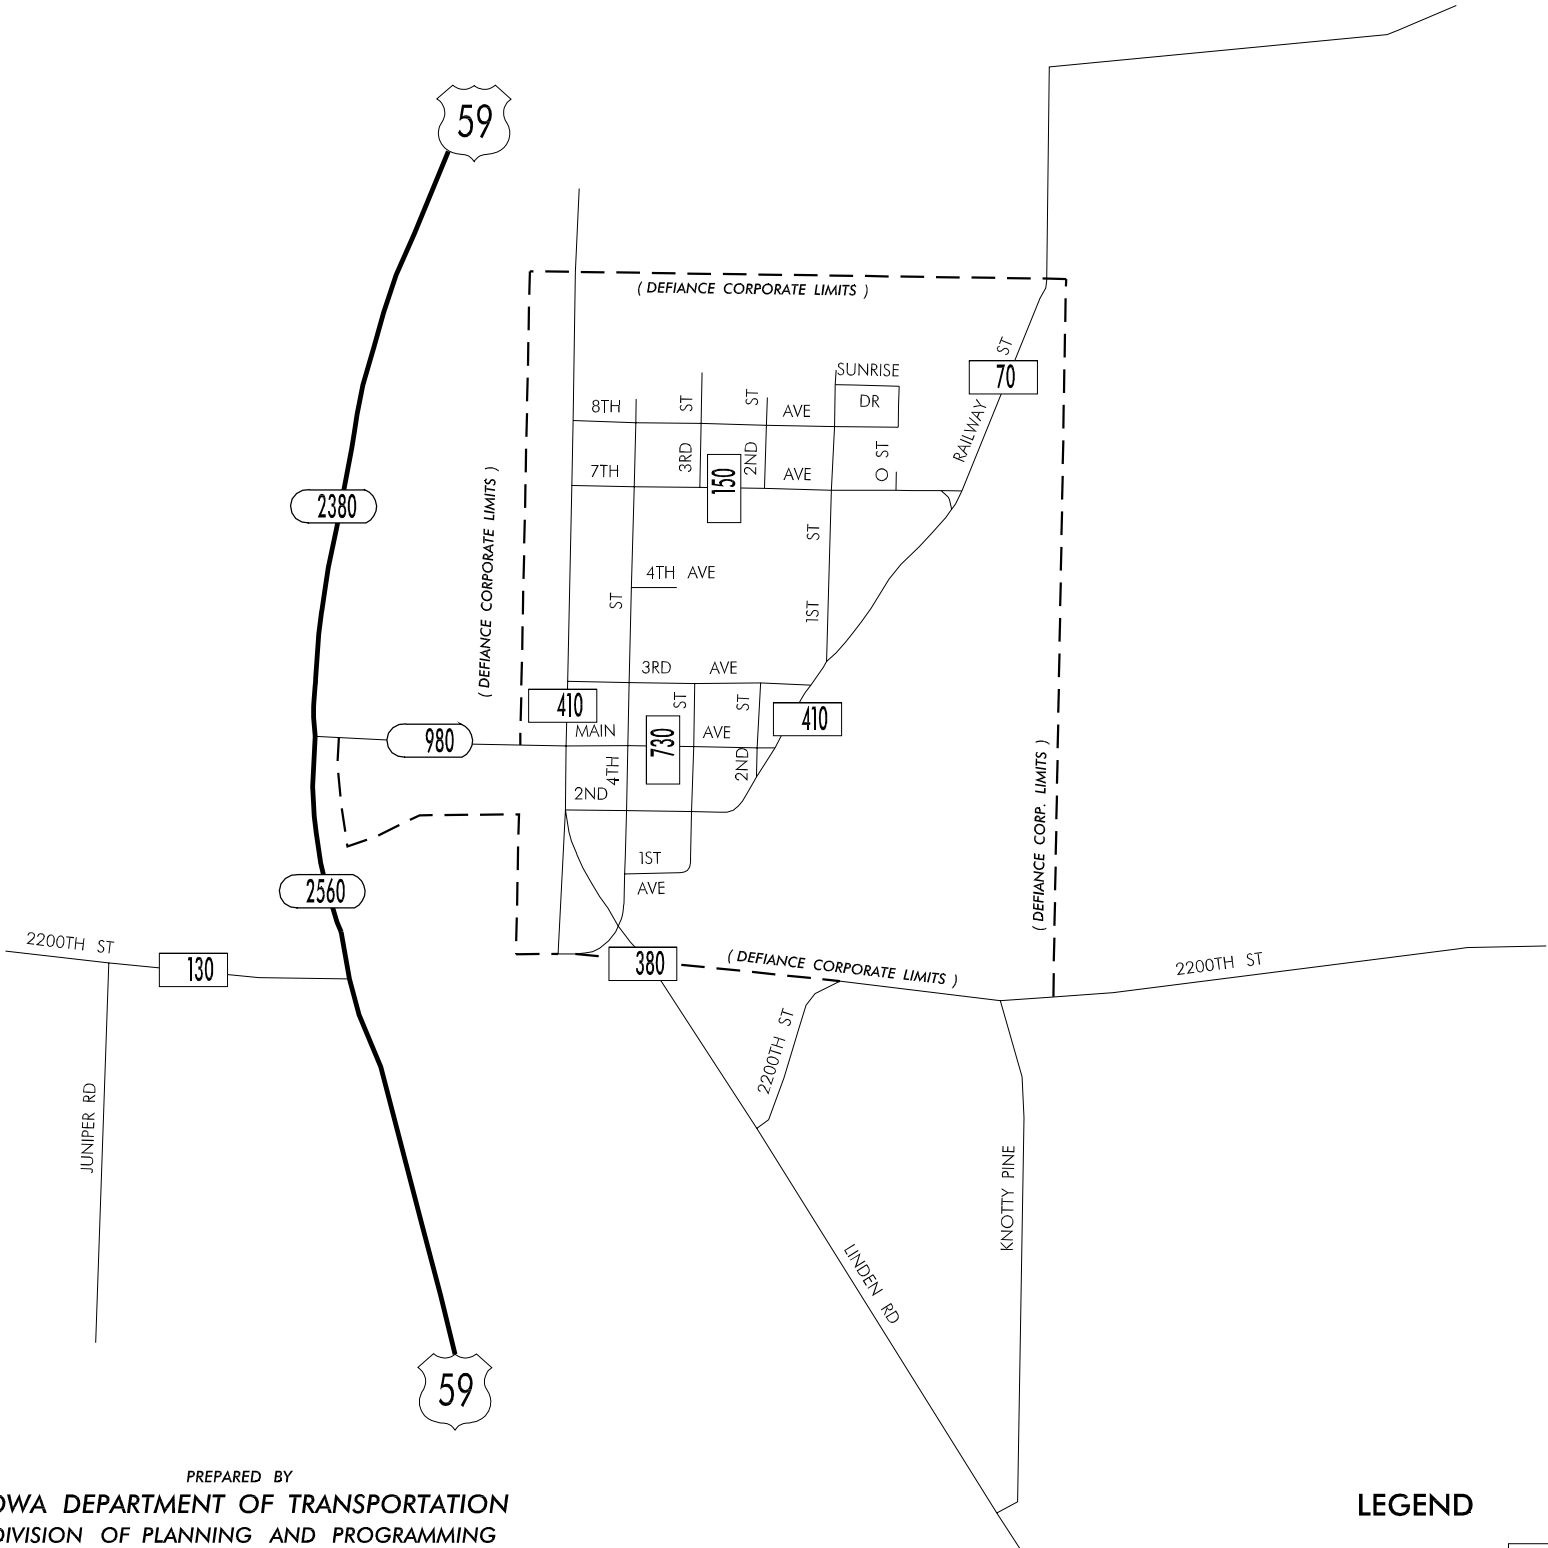 59
( DEFIANCE CORPORATE LIMITS )
ST
SUNRISE
70
DR
8TH
ST
ST
AVE
RAILWAY
O ST
7TH
3RD
150
2ND
AVE
( DEFIANCE CORPORATE LIMITS )
2380
ST
4TH AVE
ST
1ST
3RD AVE
410
ST
ST
410
980
MAIN
730
AVE
4TH
2ND
2ND
( DEFIANCE CORP. LIMITS )
1ST
AVE
2560
2200TH ST
130
380
( DEFIANCE CORPORATE LIMITS )
2200TH ST
2200TH ST
JUNIPER RD
KNOTTY PINE
LINDEN RD
59
PREPARED BY
OWA DEPARTMENT OF TRANSPORTATION
DIVISION OF PLANNING AND PROGRAMMING
LEGEND